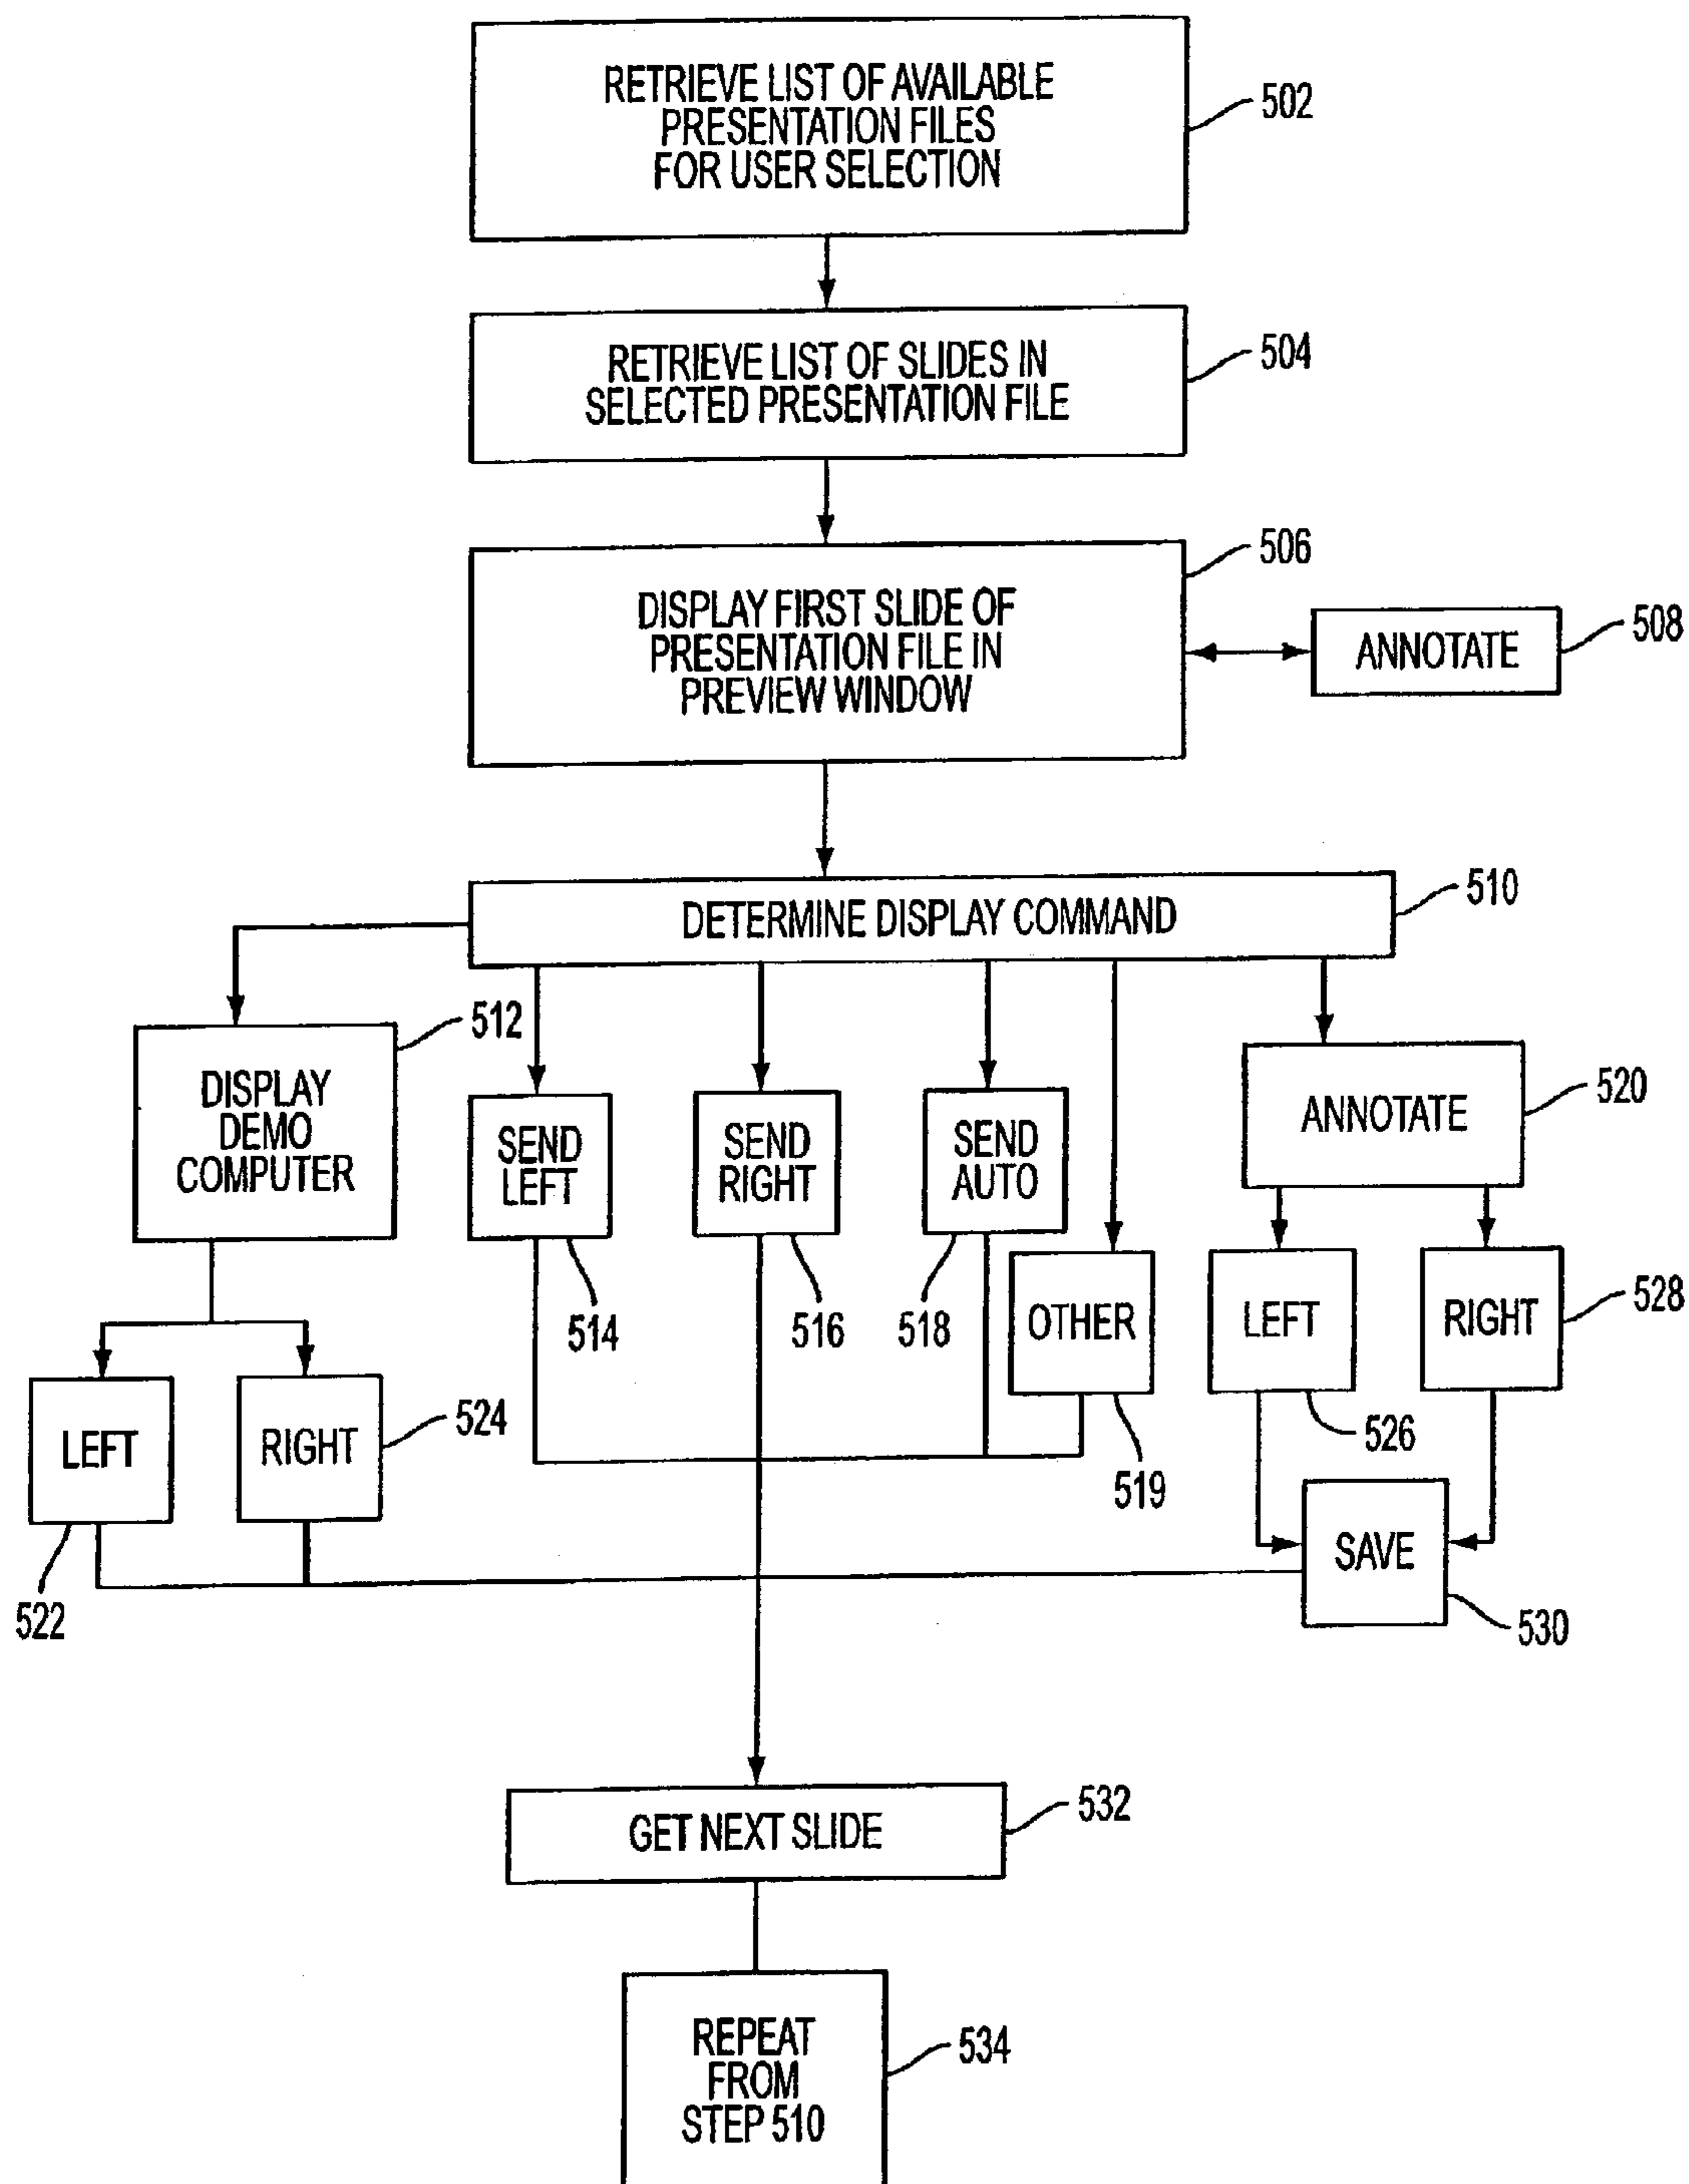 RETRIEVE LIST OF AVAILABLE
PRESENTATION FILES
FOR USER SELECTION
502
RETRIEVE LIST OF SLIDES IN
SELECTED PRESENTATION FILE
504
506
DISPLAY FIRST SLIDE OF
PRESENTATION FILE IN
PREVIEW WINDOW
ANNOTATE
508
DETERMINE DISPLAY COMMAND
510
512
DISPLAY
DEMO
COMPUTER
SEND
LEFT
514
SEND
RIGHT
516
SEND
AUTO
518
OTHER
519
ANNOTATE
520
LEFT
526
RIGHT
528
LEFT
522
RIGHT
524
SAVE
530
GET NEXT SLIDE
532
REPEAT
FROM
STEP 510
534